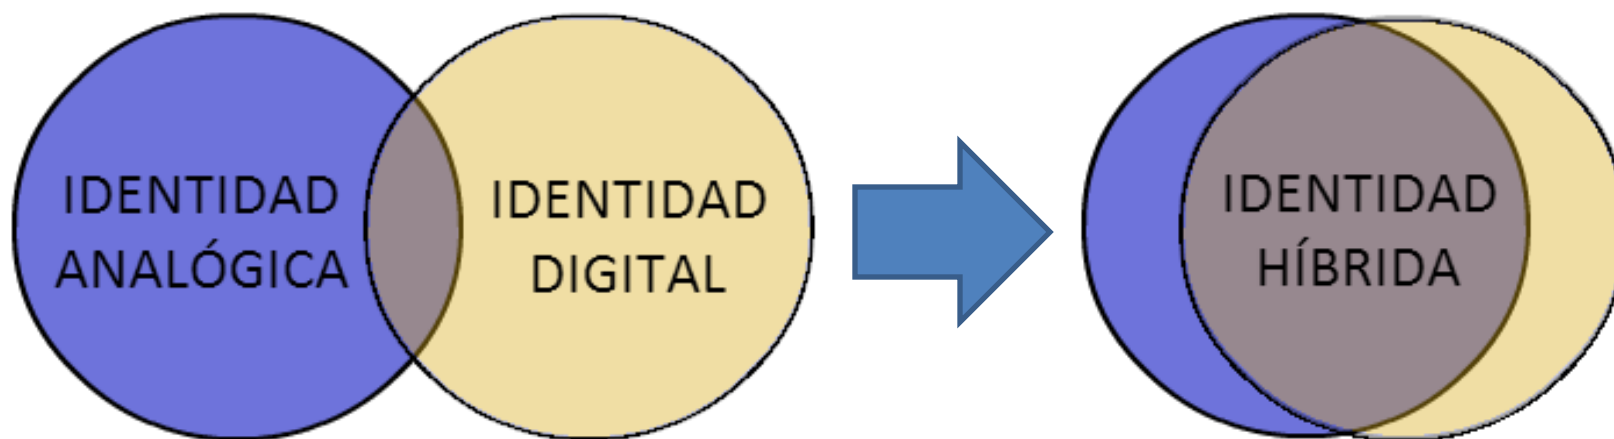 IDENTIDAD
ANALÓGICA
IDENTIDAD
DIGITAL
IDENTIDAD
HÍBRIDA